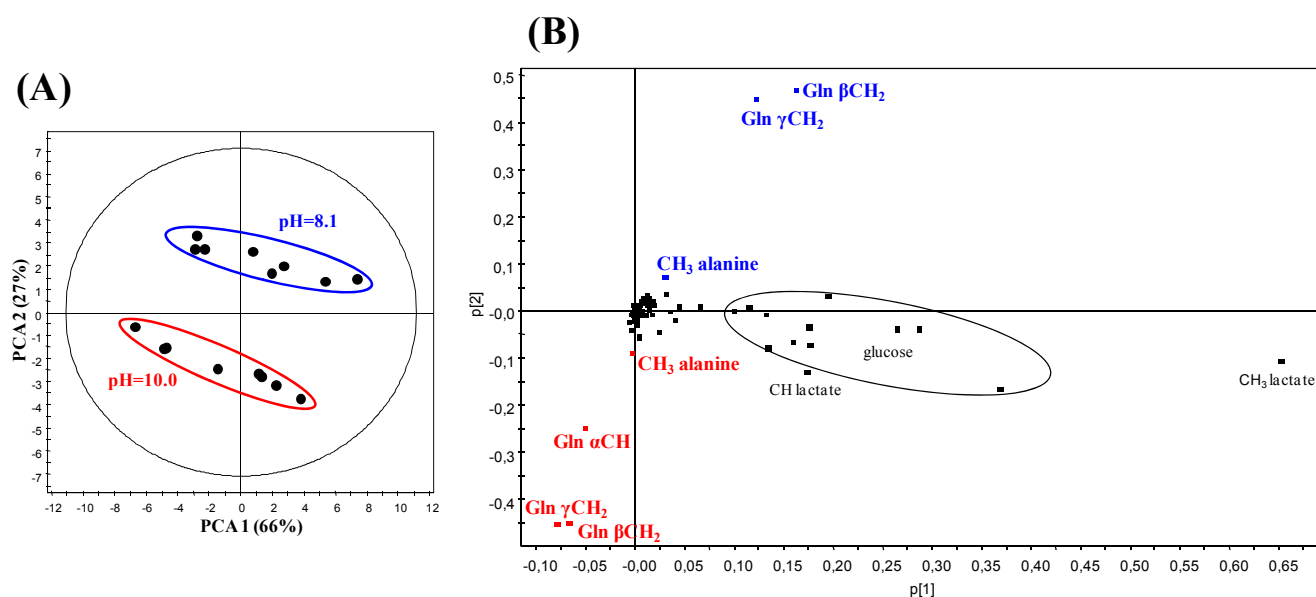 (A)
7
6
5
4
3
2
1
0
-1
-2
-3
-4
-5
-6
-7
PCA 2 (27%)
pH=8.1
pH=10.0
-12 -10 -8 -6 -4 -2 0 2 4 6 8 10 12
PCA 1 (66%)
(B)
0,5
0,4
0,3
0,2
0,1
-0,0
-0,1
-0,2
-0,3
-0,4
p[2]
Gln βCH₂
Gln γCH₂
CH₃ alanine
CH₃ alanine
glucose
CH lactate
CH₃ lactate
Gln αCH
Gln γCH₂
Gln βCH₂
-0,10 -0,05 -0,00 0,05 0,10 0,15 0,20 0,25 0,30 0,35 0,40 0,45 0,50 0,55 0,60 0,65
p[1]